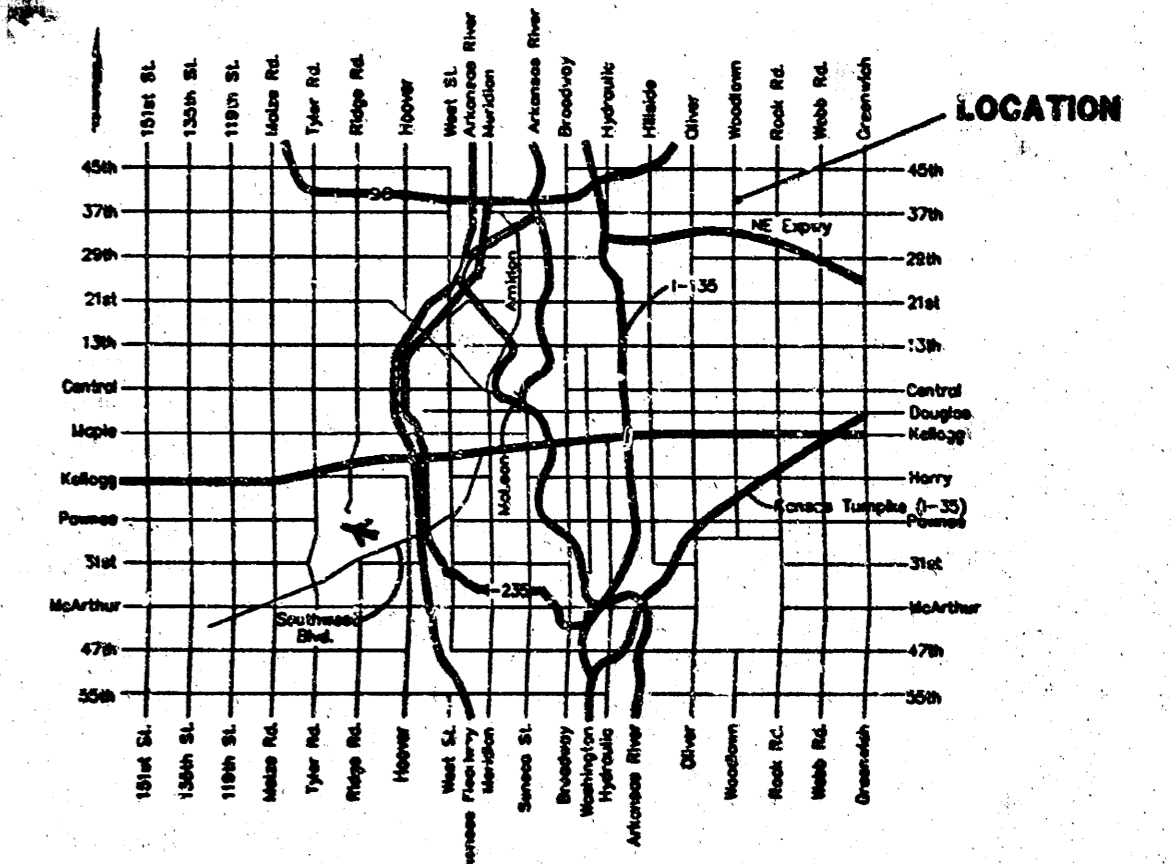 151st St.
135th St.
119th St.
Maize Rd.
Tyler Rd.
Ridge Rd.
Hoover
West St.
Arkansas River
Meridian
Arkansas River
Broadway
Hydraulic
Hillside
Oliver
Woodlawn
Rock Rd.
Webb Rd.
Greenwich
LOCATION
45th
45th
37th
37th
NE Expwy
29th
29th
Amidon
I-135
21st
21st
13th
13th
Central
Central
Douglas
Maple
Kellogg
McLean
Kellogg
Harry
Kansas Turnpike (I-35)
Pawnee
Pawnee
31st
31st
I-235
McArthur
McArthur
Southwest
Blvd.
47th
47th
55th
55th
151st St.
135th St.
119th St.
Maize Rd.
Tyler Rd.
Ridge Rd.
Hoover
West St.
Meridian
Seneca St.
Broadway
Washington
Hydraulic
Arkansas River
Oliver
Woodlawn
Rock Rd.
Webb Rd.
Greenwich